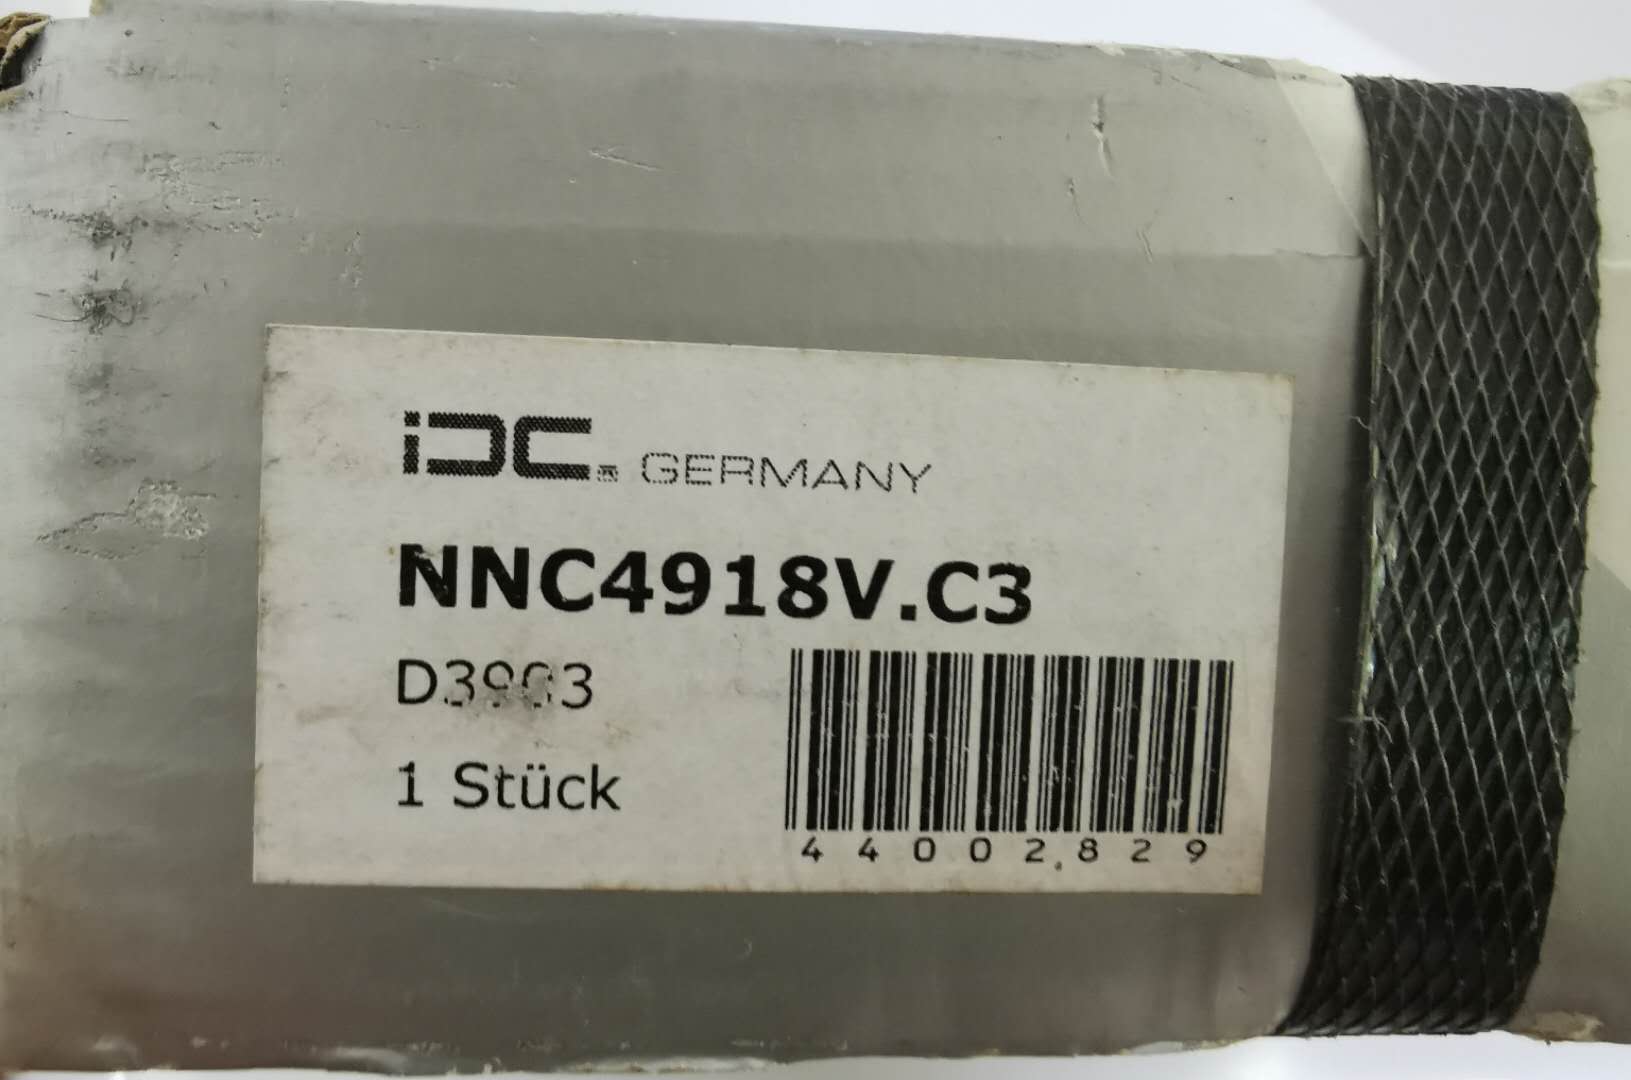 IDC GERMANY
NNC4918V.C3
1 Stück
44002829